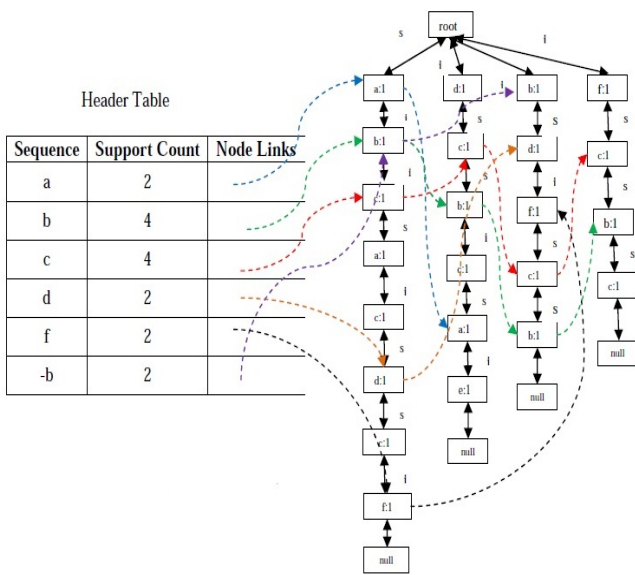 Header Table
Sequence Support Count Node Links
a 2
b 4
c 4
d 2
f 2
-b 2
root
s
a:1
i
b:1
i
c:1
s
a:1
i
c:1
s
d:1
s
c:1
i
f:1
null
i
d:1
s
c:1
s
b:1
i
c:1
s
a:1
i
e:1
null
i
b:1
s
d:1
i
f:1
s
c:1
s
b:1
null
f:1
s
c:1
s
b:1
s
c:1
null